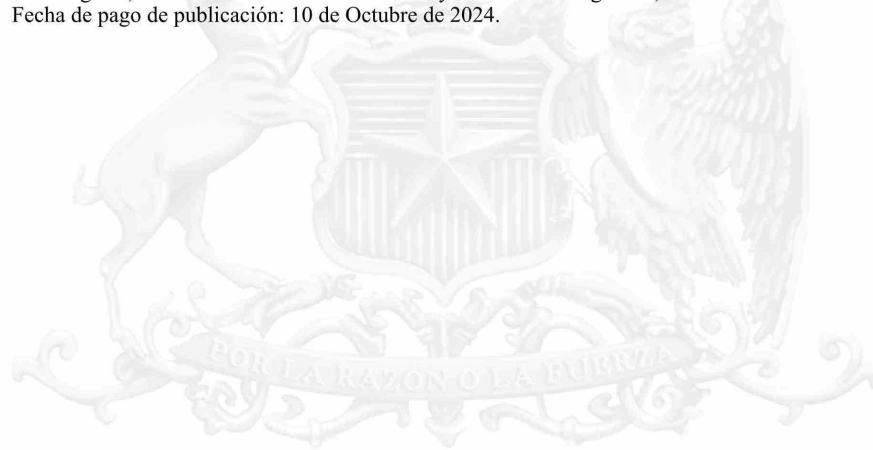 Fecha de pago de publicación: 10 de Octubre de 2024.
POR LA RAZON O LA FUERZA